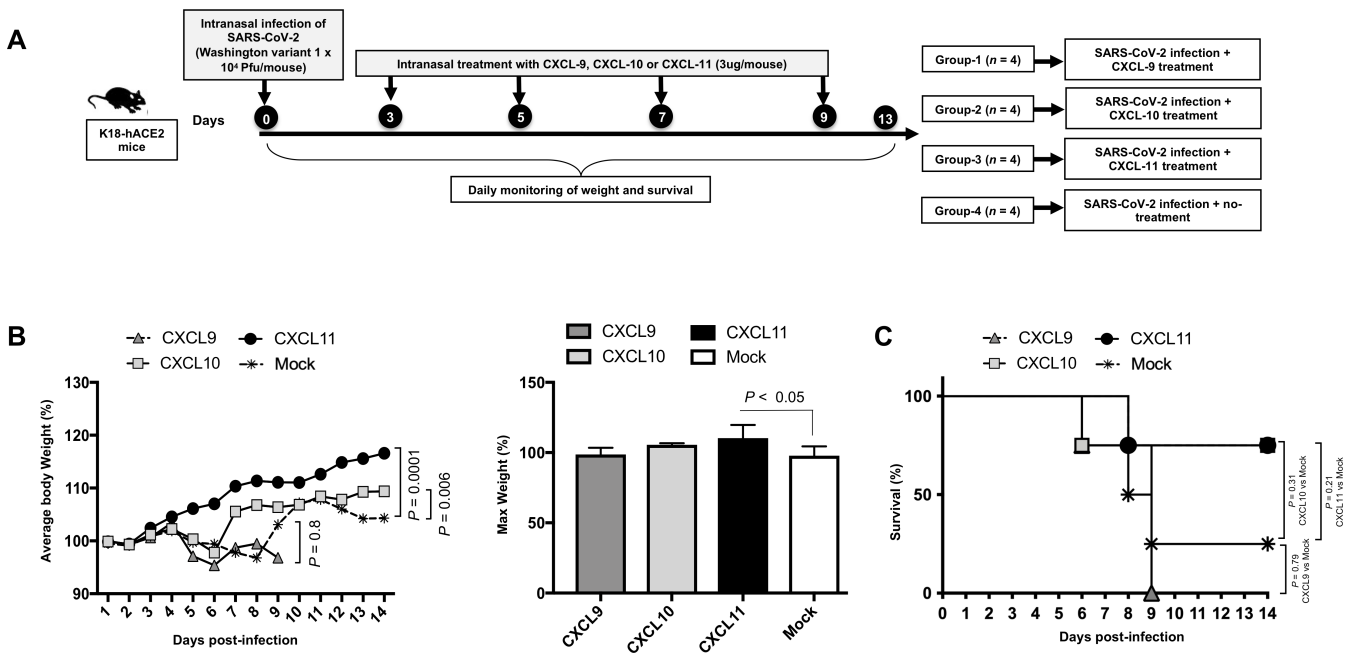 A
Intranasal infection of
SARS-CoV-2
(Washington variant 1 x
10⁴ Pfu/mouse)
Intranasal treatment with CXCL-9, CXCL-10 or CXCL-11 (3ug/mouse)
K18-hACE2
mice
Days
0
3
5
7
9
13
Daily monitoring of weight and survival
Group-1 (n = 4)
SARS-CoV-2 infection +
CXCL-9 treatment
Group-2 (n = 4)
SARS-CoV-2 infection +
CXCL-10 treatment
Group-3 (n = 4)
SARS-CoV-2 infection +
CXCL-11 treatment
Group-4 (n = 4)
SARS-CoV-2 infection + no-
treatment
B
CXCL9
CXCL11
CXCL10
Mock
Average body Weight (%)
130
120
110
100
90
1 2 3 4 5 6 7 8 9 10 11 12 13 14
Days post-infection
P = 0.8
P = 0.0001
P = 0.006
CXCL9
CXCL11
CXCL10
Mock
Max Weight (%)
150
100
50
0
P < 0.05
CXCL9
CXCL10
CXCL11
Mock
C
CXCL9
CXCL11
CXCL10
Mock
Survival (%)
100
50
0
0 1 2 3 4 5 6 7 8 9 10 11 12 13 14
Days post-infection
P = 0.31
CXCL10 vs Mock
P = 0.21
CXCL11 vs Mock
P = 0.79
CXCL9 vs Mock